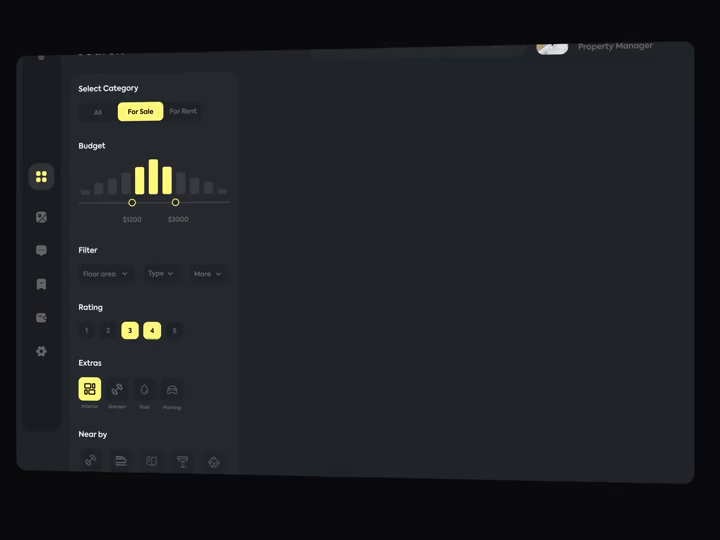 Property Manager
Select Category
All For Sale For Rent
Budget
$1200 $3000
Filter
Floor area Type More
Rating
1 2 3 4 5
Extras
Interior Garden Pool Parking
Near by